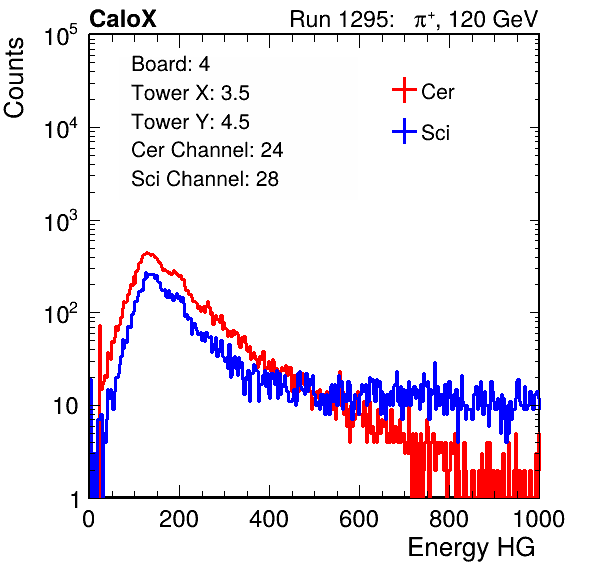 CaloX Run 1295: π⁺, 120 GeV
Counts
Board: 4
Tower X: 3.5
Tower Y: 4.5
Cer Channel: 24
Sci Channel: 28
Cer
Sci
10⁵
10⁴
10³
10²
10
1
0 200 400 600 800 1000
Energy HG